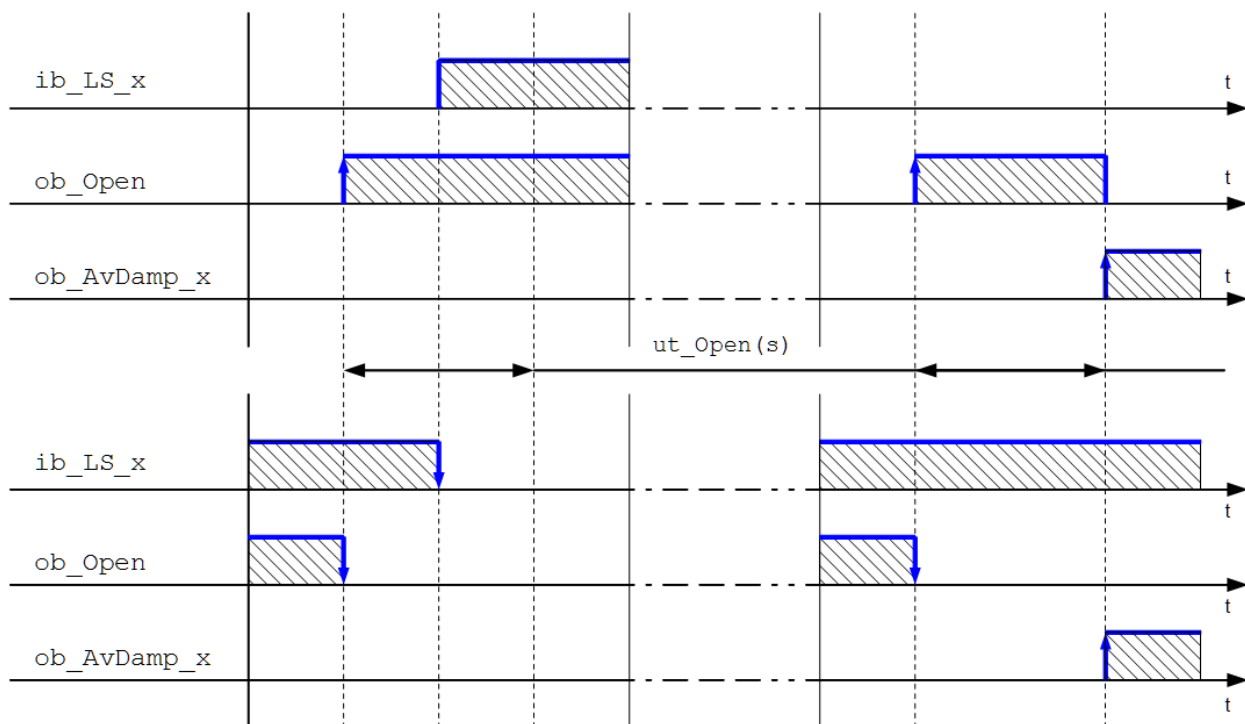 ib_LS_x
t
ob_Open
t
ob_AvDamp_x
t
ut_Open(s)
ib_LS_x
t
ob_Open
t
ob_AvDamp_x
t